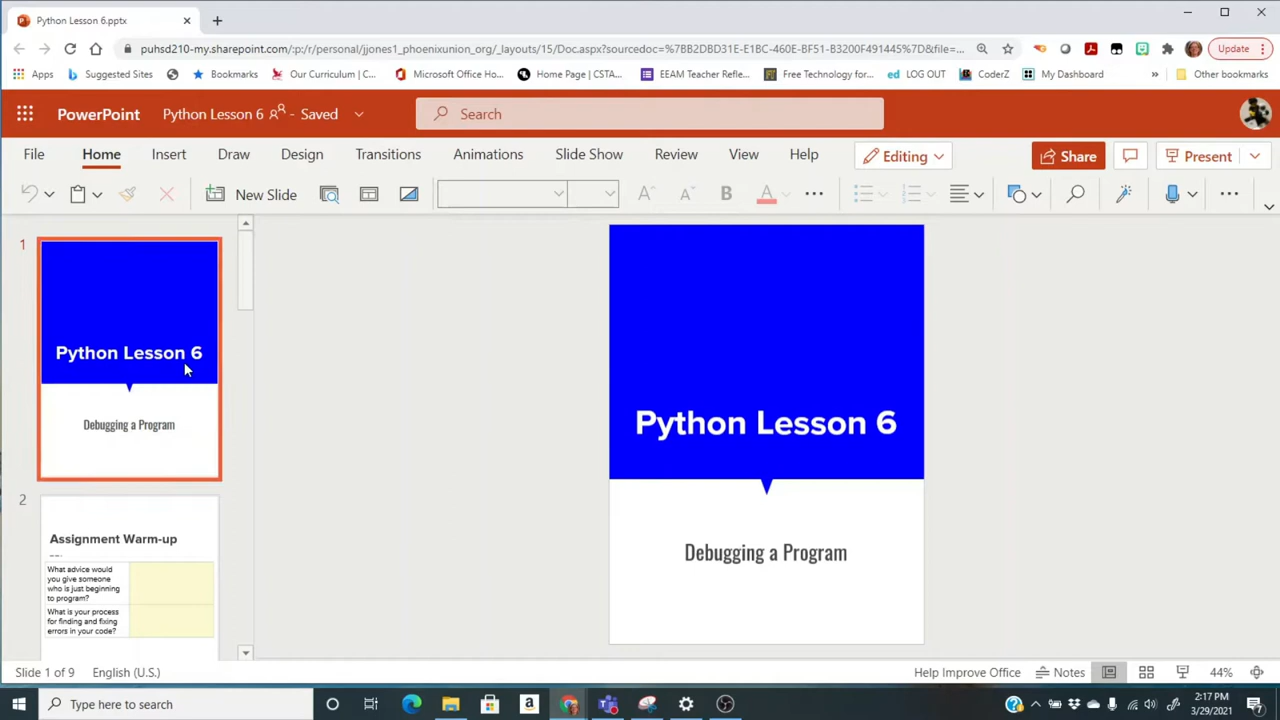 Python Lesson 6.pptx
puhsd210-my.sharepoint.com/:p:/r/personal/jjones1_phoenixunion_org/_layouts/15/Doc.aspx?sourcedoc=%7BB2DBD31E-E1BC-460E-BF51-B3200F491445%7D&file=...
Update
Apps Suggested Sites Bookmarks Our Curriculum | C... Microsoft Office Ho... Home Page | CSTA... EEAM Teacher Refle... Free Technology for... ed LOG OUT CoderZ My Dashboard » Other bookmarks
PowerPoint Python Lesson 6 - Saved Search
File Home Insert Draw Design Transitions Animations Slide Show Review View Help Editing Share Present
New Slide A A B A
1
Python Lesson 6
Debugging a Program
2
Assignment Warm-up
What advice would
you give someone
who is just beginning
to program?
What is your process
for finding and fixing
errors in your code?
Python Lesson 6
Debugging a Program
Slide 1 of 9 English (U.S.) Help Improve Office Notes 44%
Type here to search
2:17 PM
3/29/2021